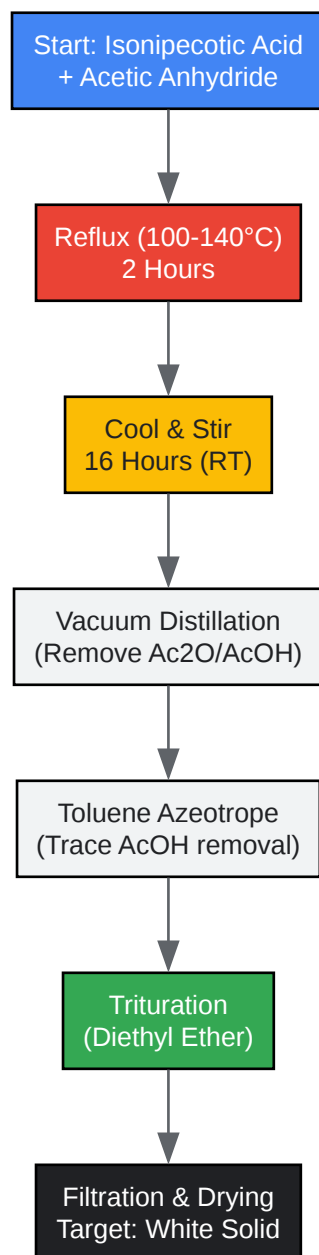 Start: Isonipecotic Acid
+ Acetic Anhydride
Reflux (100-140°C)
2 Hours
Cool & Stir
16 Hours (RT)
Vacuum Distillation
(Remove Ac2O/AcOH)
Toluene Azeotrope
(Trace AcOH removal)
Trituration
(Diethyl Ether)
Filtration & Drying
Target: White Solid